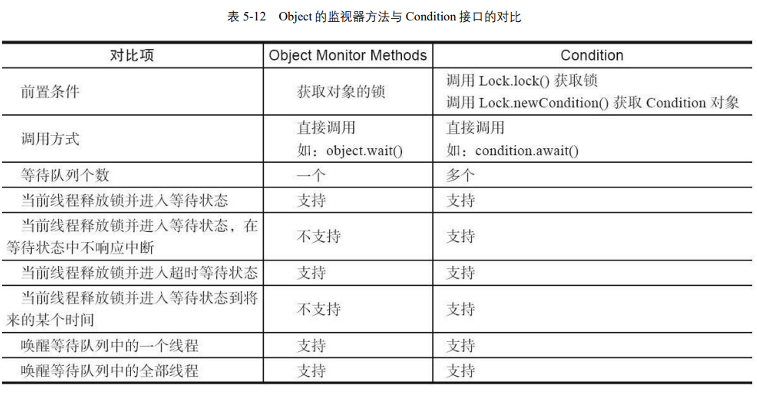 表 5-12 Object 的监视器方法与 Condition 接口的对比
对比项 Object Monitor Methods Condition
前置条件 获取对象的锁 调用 Lock.lock() 获取锁
调用 Lock.newCondition() 获取 Condition 对象
调用方式 直接调用 直接调用
如：object.wait() 如：condition.await()
等待队列个数 一个 多个
当前线程释放锁并进入等待状态 支持 支持
当前线程释放锁并进入等待状态，在
等待状态中不响应中断 不支持 支持
当前线程释放锁并进入超时等待状态 支持 支持
当前线程释放锁并进入等待状态到将
来的某个时间 不支持 支持
唤醒等待队列中的一个线程 支持 支持
唤醒等待队列中的全部线程 支持 支持